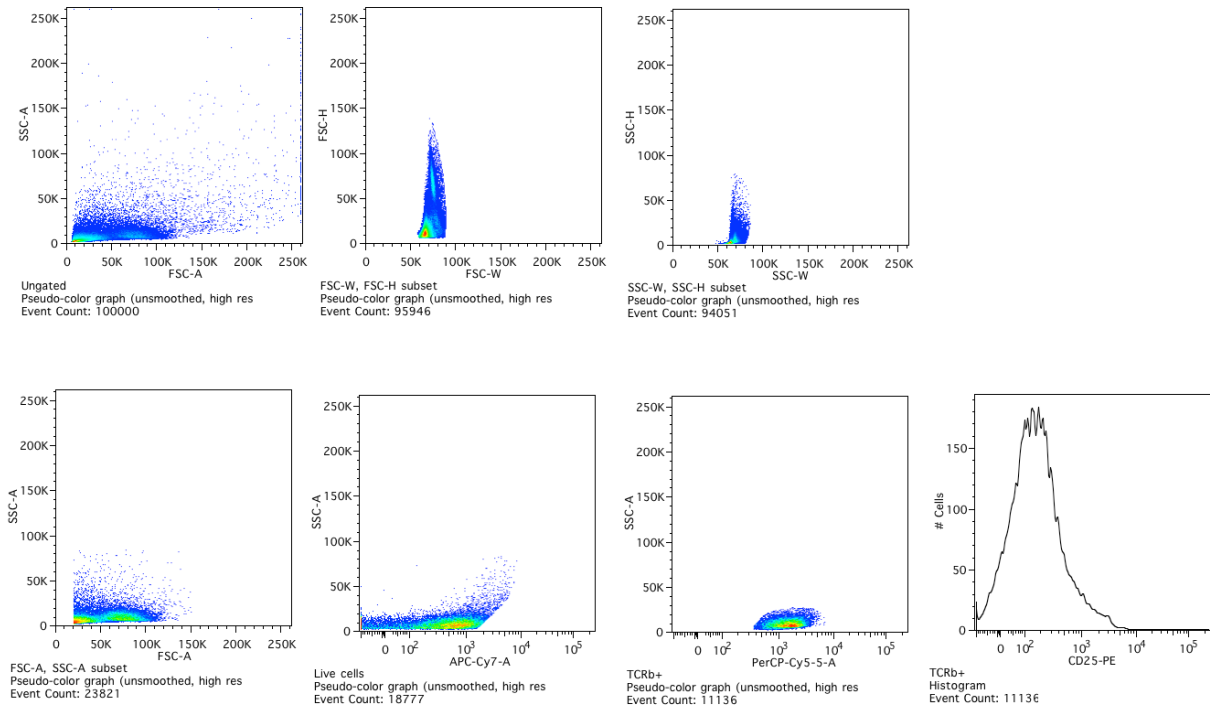 250K
200K
150K
100K
50K
0
SSC-A
0 50K 100K 150K 200K 250K
FSC-A
Ungated
Pseudo-color graph (unsmoothed, high res
Event Count: 100000
250K
200K
150K
100K
50K
0
FSC-H
0 50K 100K 150K 200K 250K
FSC-W
FSC-W, FSC-H subset
Pseudo-color graph (unsmoothed, high res
Event Count: 95946
250K
200K
150K
100K
50K
0
SSC-H
0 50K 100K 150K 200K 250K
SSC-W
SSC-W, SSC-H subset
Pseudo-color graph (unsmoothed, high res
Event Count: 94051
250K
200K
150K
100K
50K
0
SSC-A
0 50K 100K 150K 200K 250K
FSC-A
FSC-A, SSC-A subset
Pseudo-color graph (unsmoothed, high res
Event Count: 23821
250K
200K
150K
100K
50K
0
SSC-A
0 10² 10³ 10⁴ 10⁵
APC-Cy7-A
Live cells
Pseudo-color graph (unsmoothed, high res
Event Count: 18777
250K
200K
150K
100K
50K
0
SSC-A
0 10² 10³ 10⁴ 10⁵
PerCP-Cy5-5-A
TCRb+
Pseudo-color graph (unsmoothed, high res
Event Count: 11136
150
100
50
0
# Cells
0 10² 10³ 10⁴ 10⁵
CD25-PE
TCRb+
Histogram
Event Count: 11136